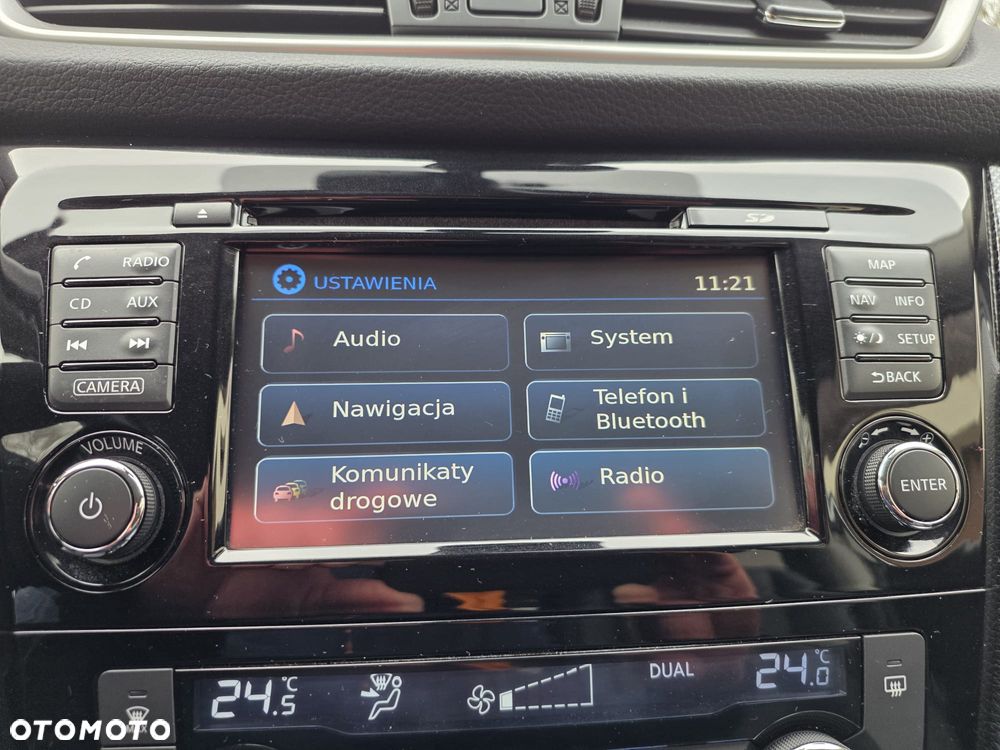 SD
RADIO
CD AUX
CAMERA
VOLUME
USTAWIENIA 11:21
Audio
System
Nawigacja
Telefon i
Bluetooth
Komunikaty
drogowe
Radio
MAP
NAV INFO
SETUP
BACK
ENTER
24.5 °C
DUAL
24.0 °C
MAX
OTOMOTO